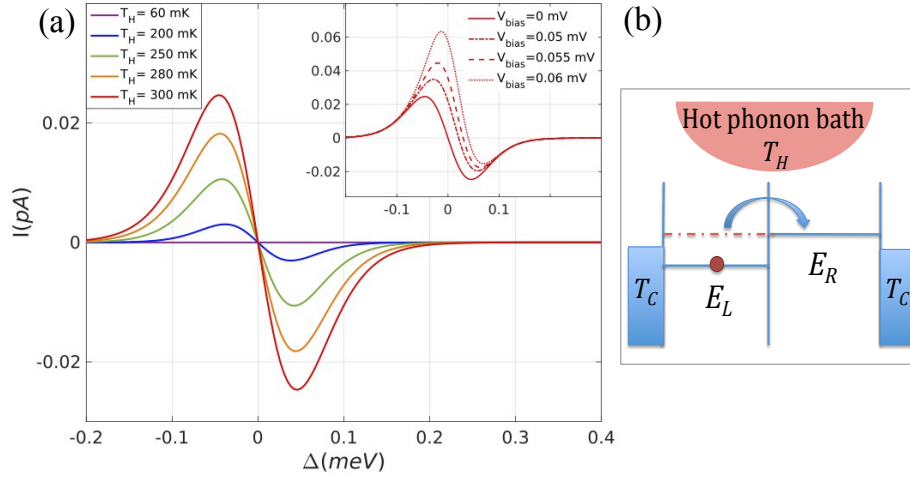 (a)
T_H= 60 mK
T_H= 200 mK
T_H= 250 mK
T_H= 280 mK
T_H= 300 mK
V_bias=0 mV
V_bias=0.05 mV
V_bias=0.055 mV
V_bias=0.06 mV
0.06
0.04
0.02
0
-0.02
-0.1 0 0.1
I(pA)
0.02
0
-0.02
-0.2 -0.1 0 0.1 0.2 0.3 0.4
Δ(meV)
(b)
Hot phonon bath
T_H
T_C
E_L
E_R
T_C